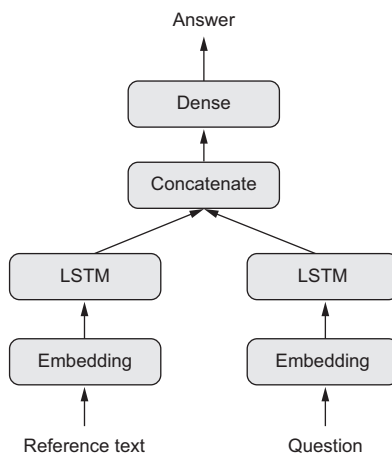 Answer
Dense
Concatenate
LSTM LSTM
Embedding Embedding
Reference text Question